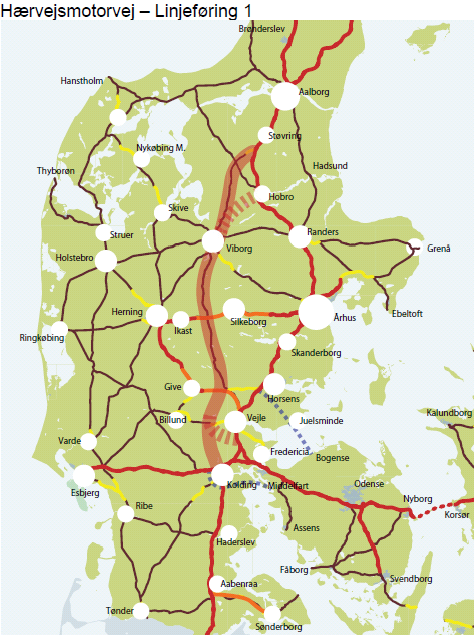 Hærvejsmotorvej – Linjeføring 1
Brønderslev
Hanstholm
Aalborg
Støvring
Nykøbing M.
Hadsund
Thyborøn
Hobro
Skive
Struer
Randers
Viborg
Grenå
Holstebro
Herning
Silkeborg
Århus
Ebeltoft
Ikast
Ringkøbing
Skanderborg
Give
Horsens
Billund
Vejle
Juelsminde
Kalundborg
Varde
Fredericia
Bogense
Kolding
Middelfart
Odense
Esbjerg
Nyborg
Ribe
Korsør
Assens
Haderslev
Fålborg
Aabenraa
Svendborg
Tønder
Sønderborg